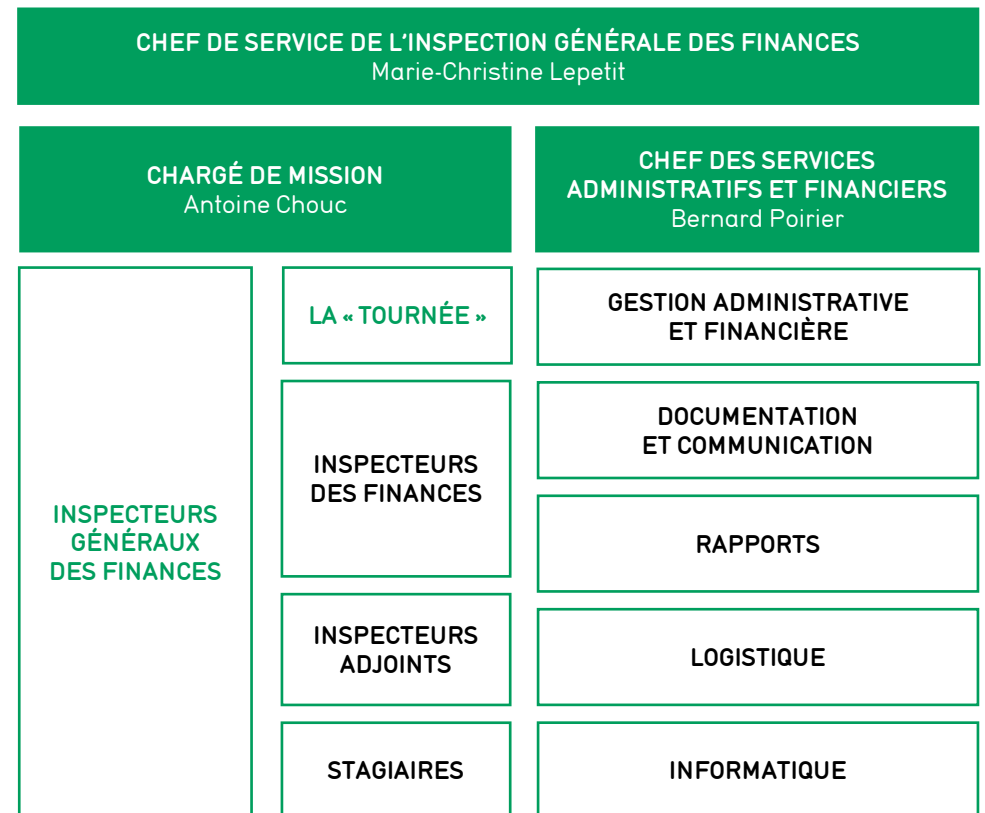 CHEF DE SERVICE DE L'INSPECTION GÉNÉRALE DES FINANCES
Marie-Christine Lepetit
CHARGÉ DE MISSION
Antoine Chouc
CHEF DES SERVICES
ADMINISTRATIFS ET FINANCIERS
Bernard Poirier
INSPECTEURS
GÉNÉRAUX
DES FINANCES
LA « TOURNÉE »
INSPECTEURS
DES FINANCES
INSPECTEURS
ADJOINTS
STAGIAIRES
GESTION ADMINISTRATIVE
ET FINANCIÈRE
DOCUMENTATION
ET COMMUNICATION
RAPPORTS
LOGISTIQUE
INFORMATIQUE